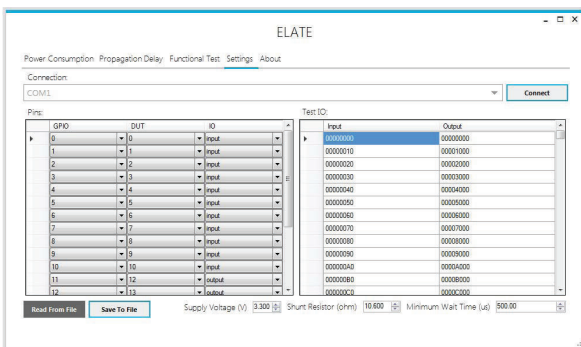 ELATE
Power Consumption Propagation Delay Functional Test Settings About
Connection
COM1 Connect
Pins: Test IO:
GPIO DUT IO Input Output
0 0 input 00000000 00000000
1 1 input 00000010 00001000
2 2 input 00000020 00002000
3 3 input 00000030 00003000
4 4 input 00000040 00004000
5 5 input 00000050 00005000
6 6 input 00000060 00006000
7 7 input 00000070 00007000
8 8 input 00000080 00008000
9 9 input 00000090 00009000
10 10 input 000000A0 0000A000
11 12 output 000000B0 0000B000
12 13 output 000000C0 0000C000
Read From File Save To File Supply Voltage (V) 3.300 Shunt Resistor (ohm) 10.600 Minimum Wait Time (us) 500.00